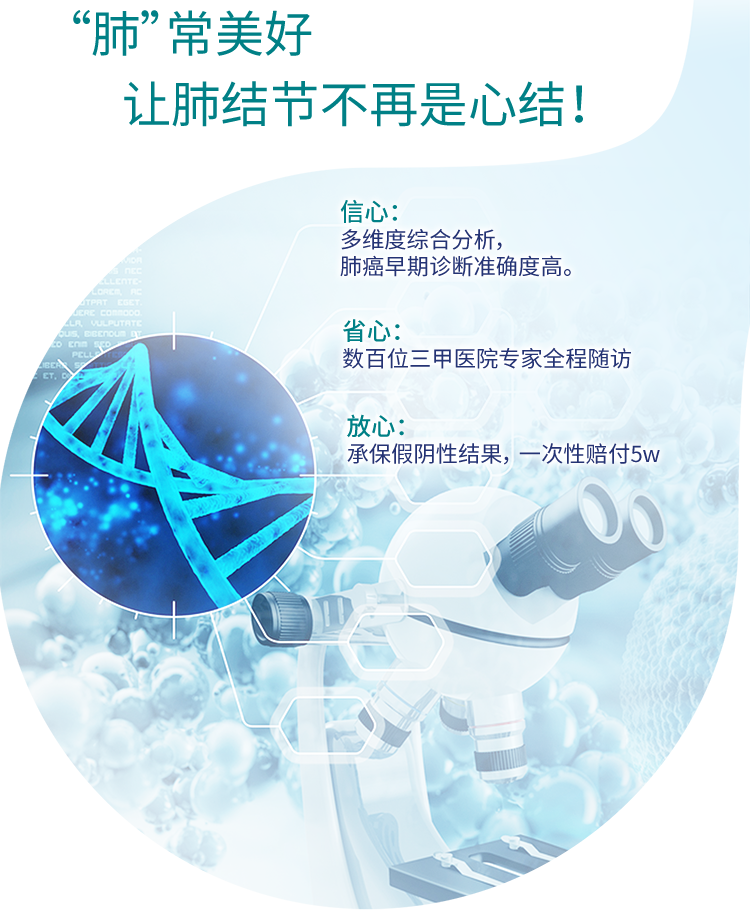 “肺”常美好
让肺结节不再是心结！
信心：
多维度综合分析，
肺癌早期诊断准确度高。
省心：
数百位三甲医院专家全程随访
放心：
承保假阴性结果，一次性赔付5w